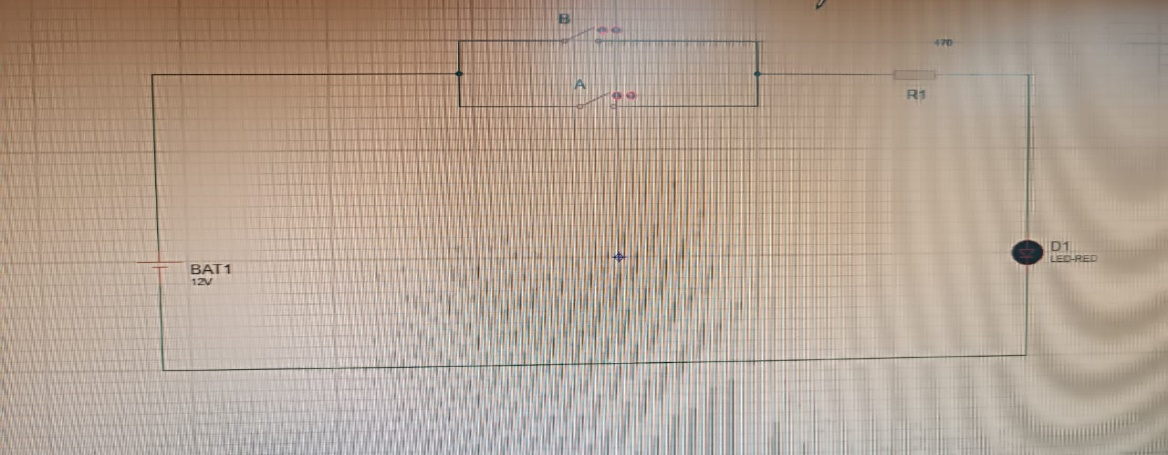 B
A
470
R1
BAT1
12V
D1
LED-RED